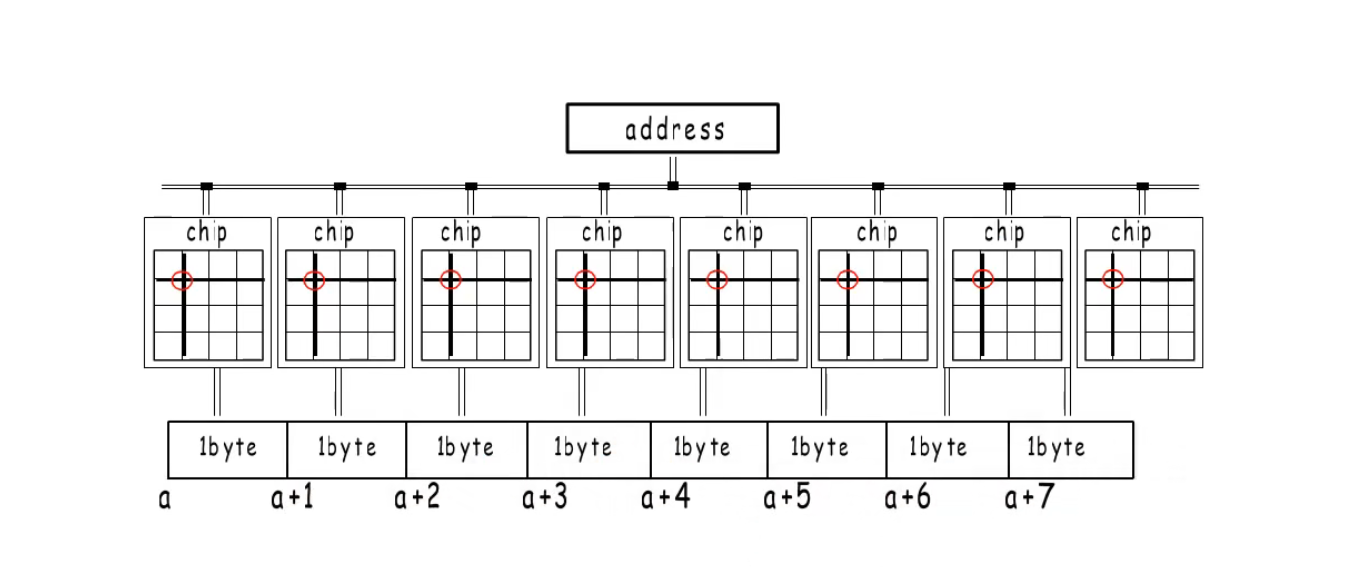 address
chip chip chip chip chip chip chip chip
1byte 1byte 1byte 1byte 1byte 1byte 1byte 1byte
a a+1 a+2 a+3 a+4 a+5 a+6 a+7